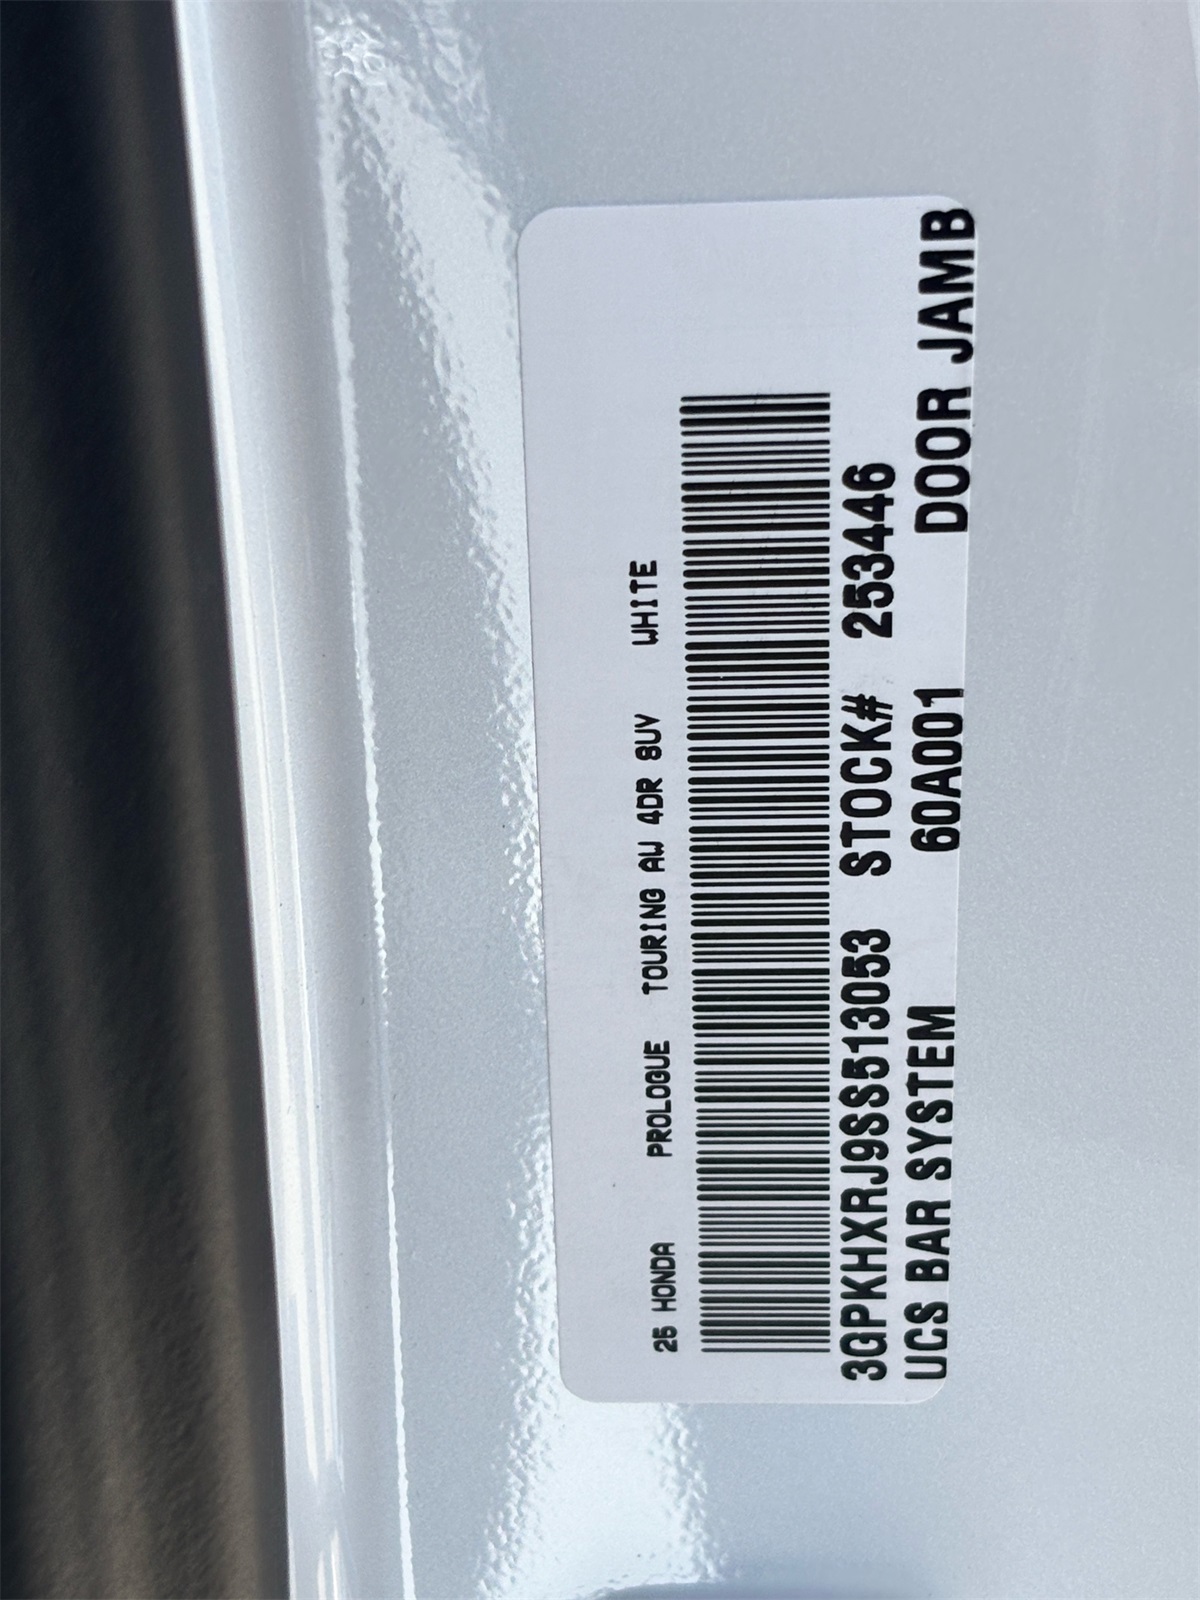 25 HONDA PROLOGUE TOURING AW 4DR SUV WHITE
3GPKHXRJ9SS513053 STOCK# 253446
UCS BAR SYSTEM 60A001 DOOR JAMB